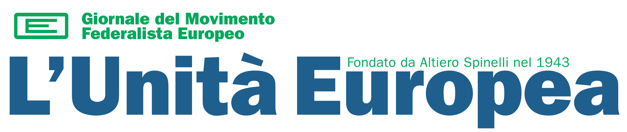 Giornale del Movimento
Federalista Europeo
Fondato da Altiero Spinelli nel 1943
L'Unità Europea